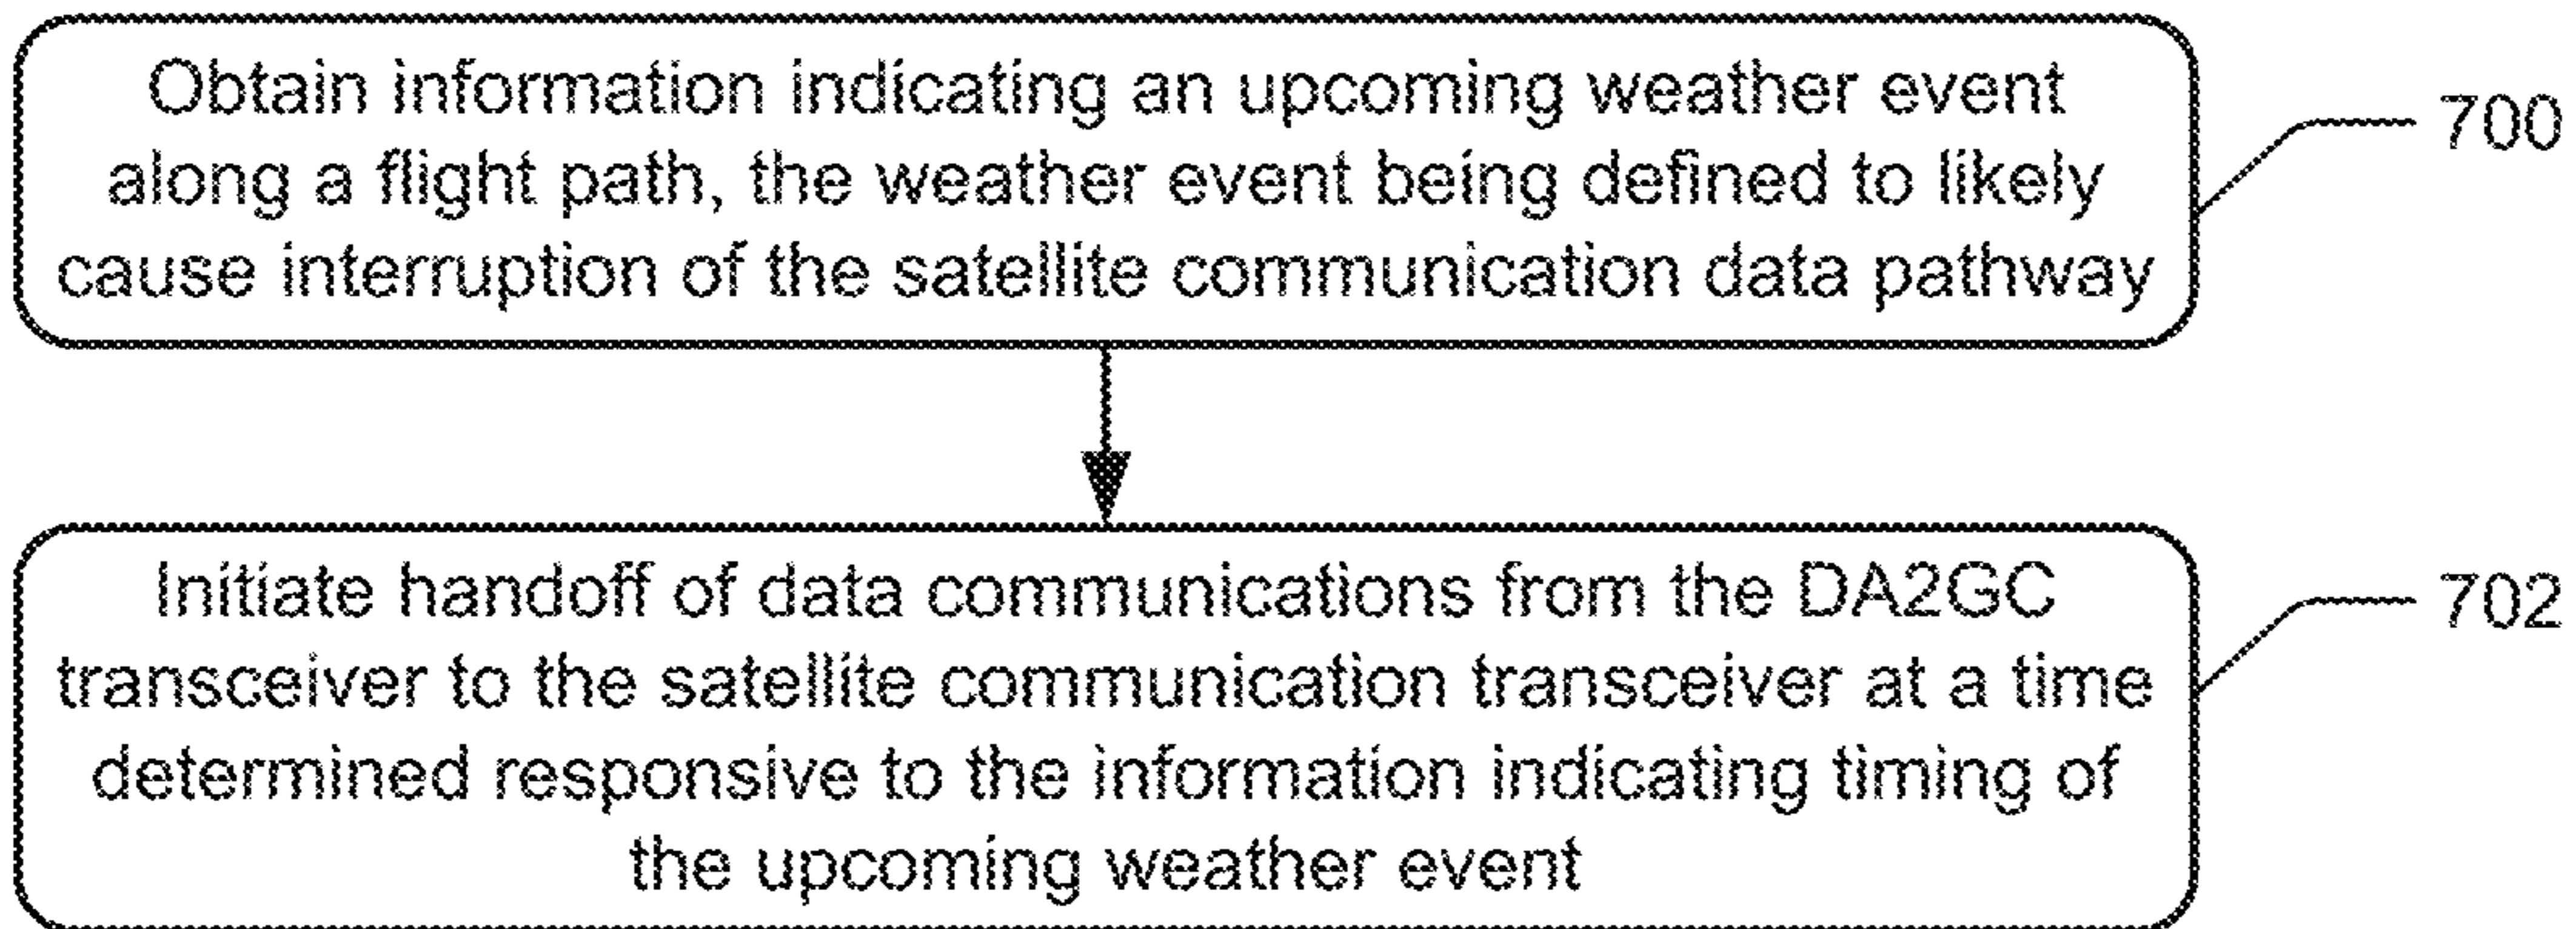 Obtain information indicating an upcoming weather event
along a flight path, the weather event being defined to likely
cause interruption of the satellite communication data pathway
700
Initiate handoff of data communications from the DA2GC
transceiver to the satellite communication transceiver at a time
determined responsive to the information indicating timing of
the upcoming weather event
702